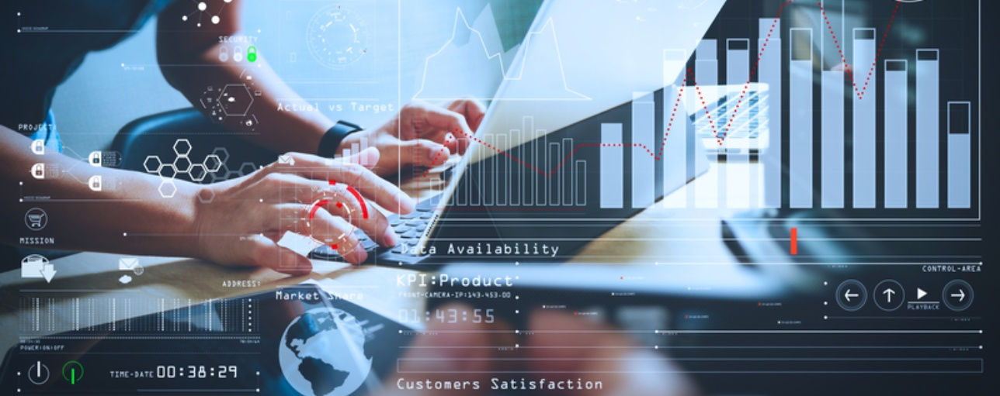 SECURITY
Actual vs Target
PROJECT:
MISSION
Data Availability
CONTROL-AREA
KPI:Product
ADDRESS:
Market Share
FRONT-CAMERA-IP:143-453.00
01:43:55
PLAYBACK
POWER:ON:OFF
TIME-DATE 00:38:29
Customers Satisfaction